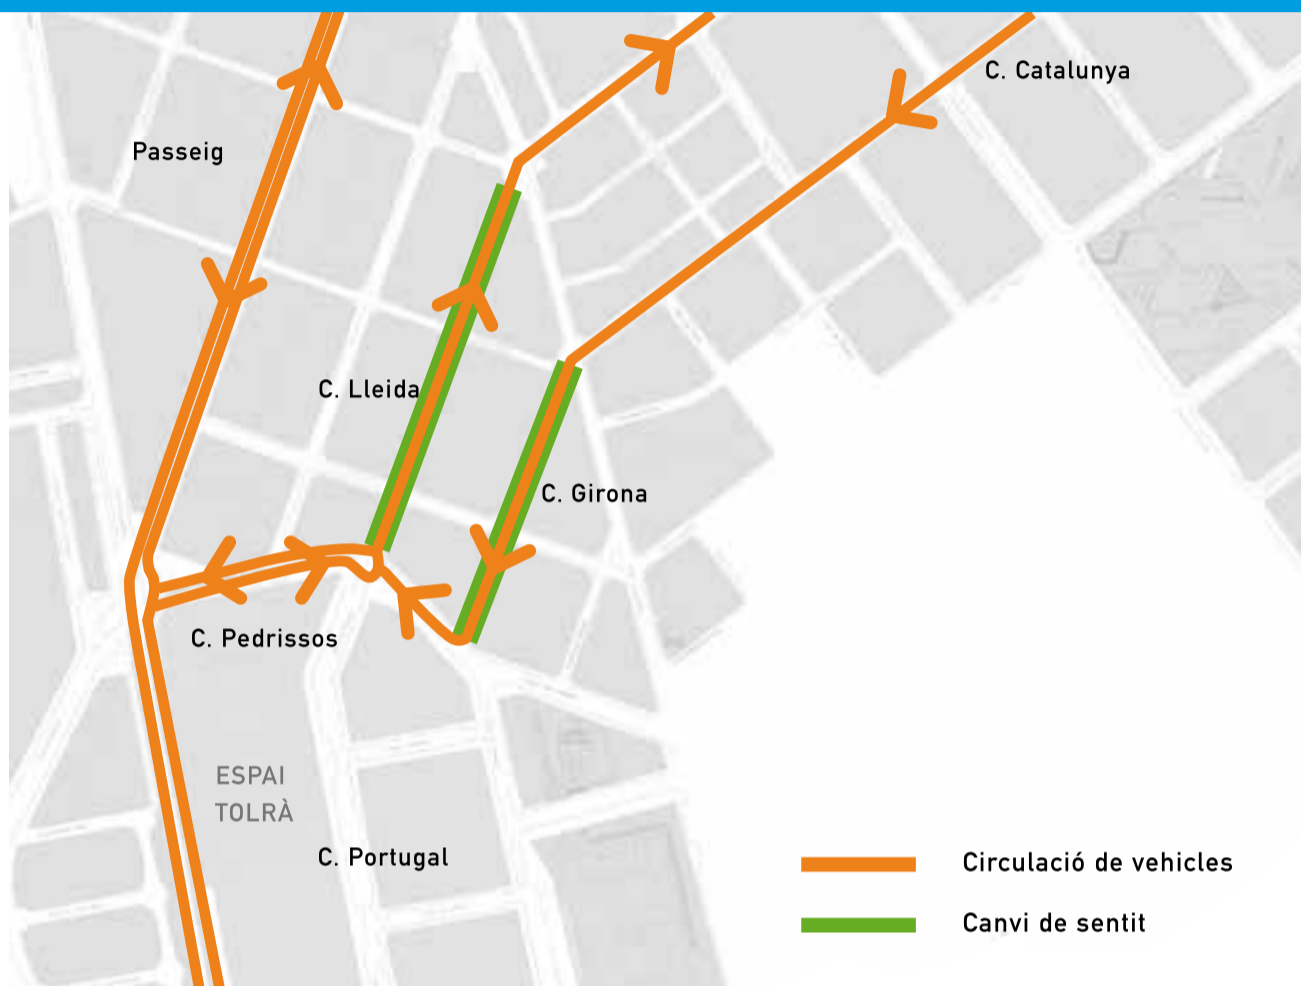 C. Catalunya
Passeig
C. Lleida
C. Girona
C. Pedrissos
ESPAI
TOLRÀ
C. Portugal
Circulació de vehicles
Canvi de sentit